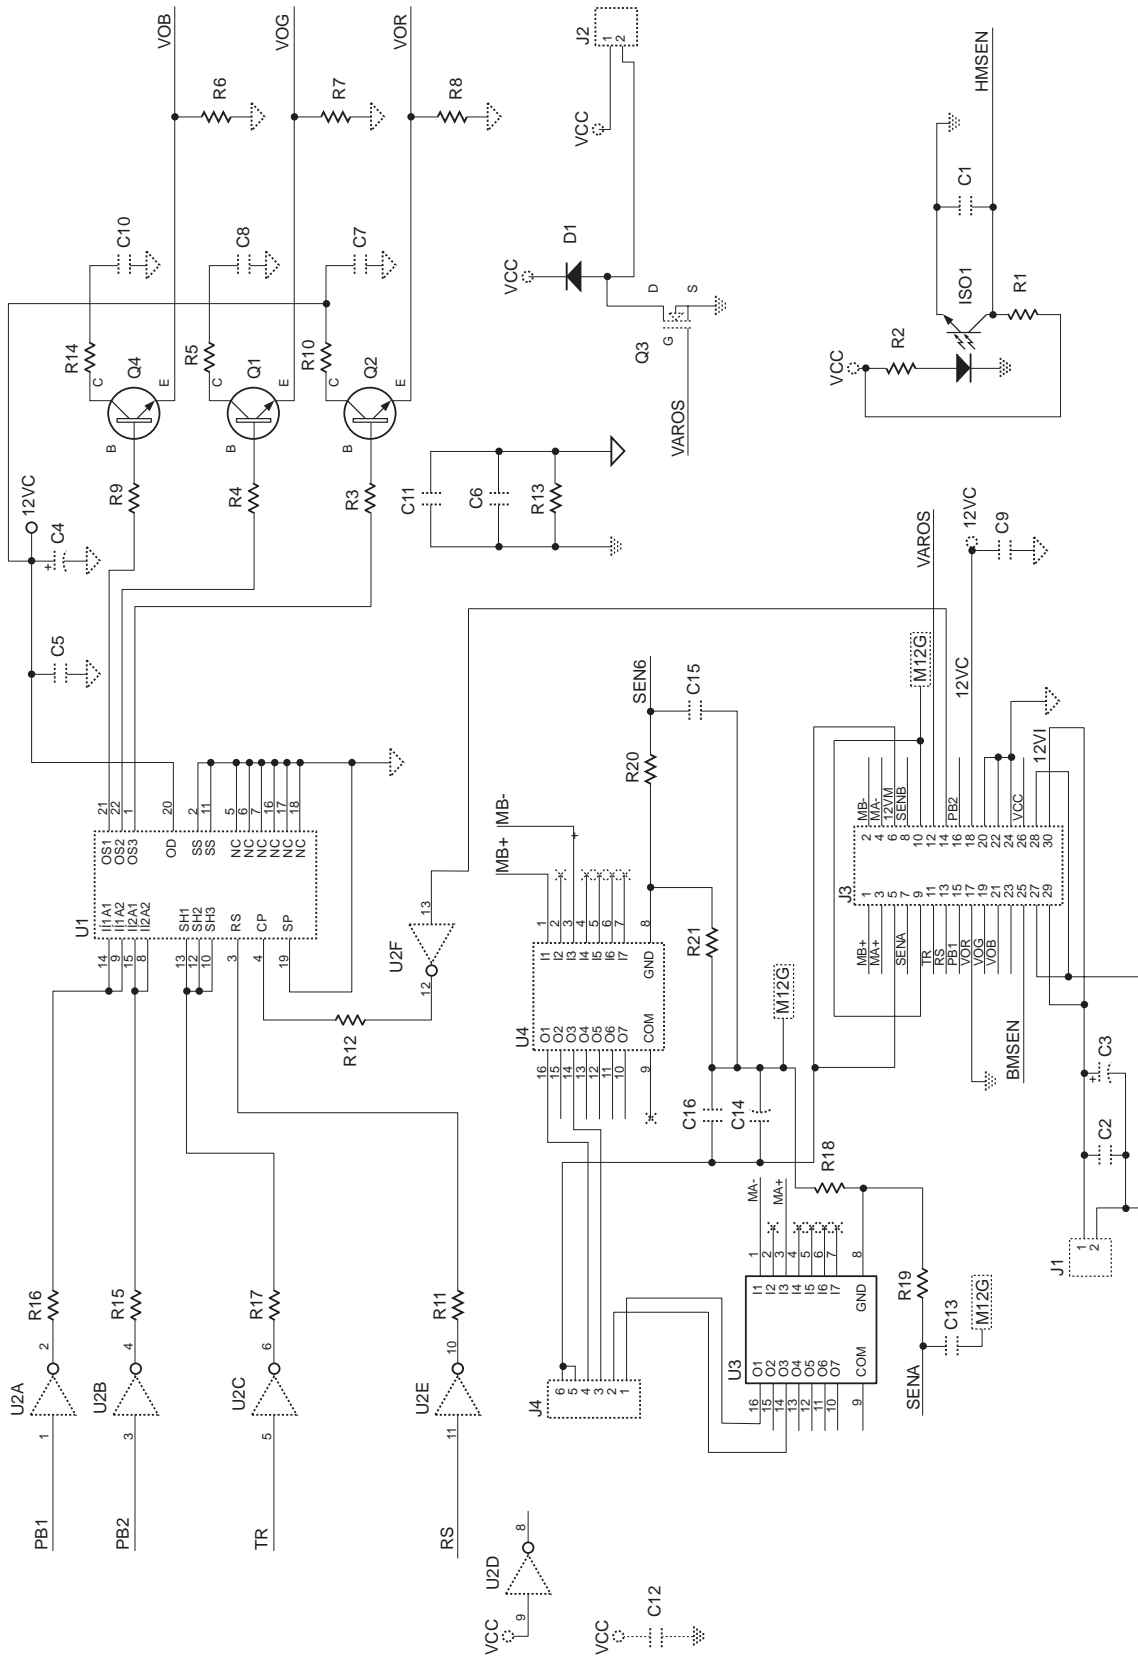 PB1
1
U2A
2
R16
PB2
3
U2B
4
R15
TR
5
U2C
6
R17
RS
11
U2E
10
R11
VCC
9
U2D
8
VCC
C12
U1
14
9
15
8
13
12
10
3
4
19
I1A1
I1A2
I2A1
I2A2
SH1
SH2
SH3
RS
CP
SP
OS1
OS2
OS3
OD
SS
SS
NC
NC
NC
NC
NC
NC
21
22
1
20
2
11
5
6
7
16
17
18
R12
12
U2F
13
C5
+
C4
12VC
R9
B
C
E
Q4
R14
C10
R4
B
C
E
Q1
R5
C8
R3
B
C
E
Q2
R10
C7
VOB
R6
VOG
R7
VOR
R8
C11
C6
R13
VAROS
Q3
G
D
S
VCC
D1
VCC
J2
1
2
VCC
R2
ISO1
R1
C1
HMSEN
J4
6
5
4
3
2
1
U4
16
15
14
13
12
11
10
9
O1
O2
O3
O4
O5
O6
O7
COM
I1
I2
I3
I4
I5
I6
I7
GND
1
2
3
4
5
6
7
8
MB+
MB-
R20
SEN6
C15
R21
C16
C14
M12G
U3
16
15
14
13
12
11
10
9
O1
O2
O3
O4
O5
O6
O7
COM
I1
I2
I3
I4
I5
I6
I7
GND
1
2
3
4
5
6
7
8
MA-
MA+
R18
R19
SENA
C13
M12G
J3
MB+
MA+
SENA
TR
RS
PB1
VOR
VOG
VOB
BMSEN
1
3
5
7
9
11
13
15
17
19
21
23
25
27
29
2
4
6
8
10
12
14
16
18
20
22
24
26
28
30
MB-
MA-
12VM
SENB
PB2
VCC
M12G
VAROS
12VC
12VC
C9
12VI
J1
1
2
C2
+
C3